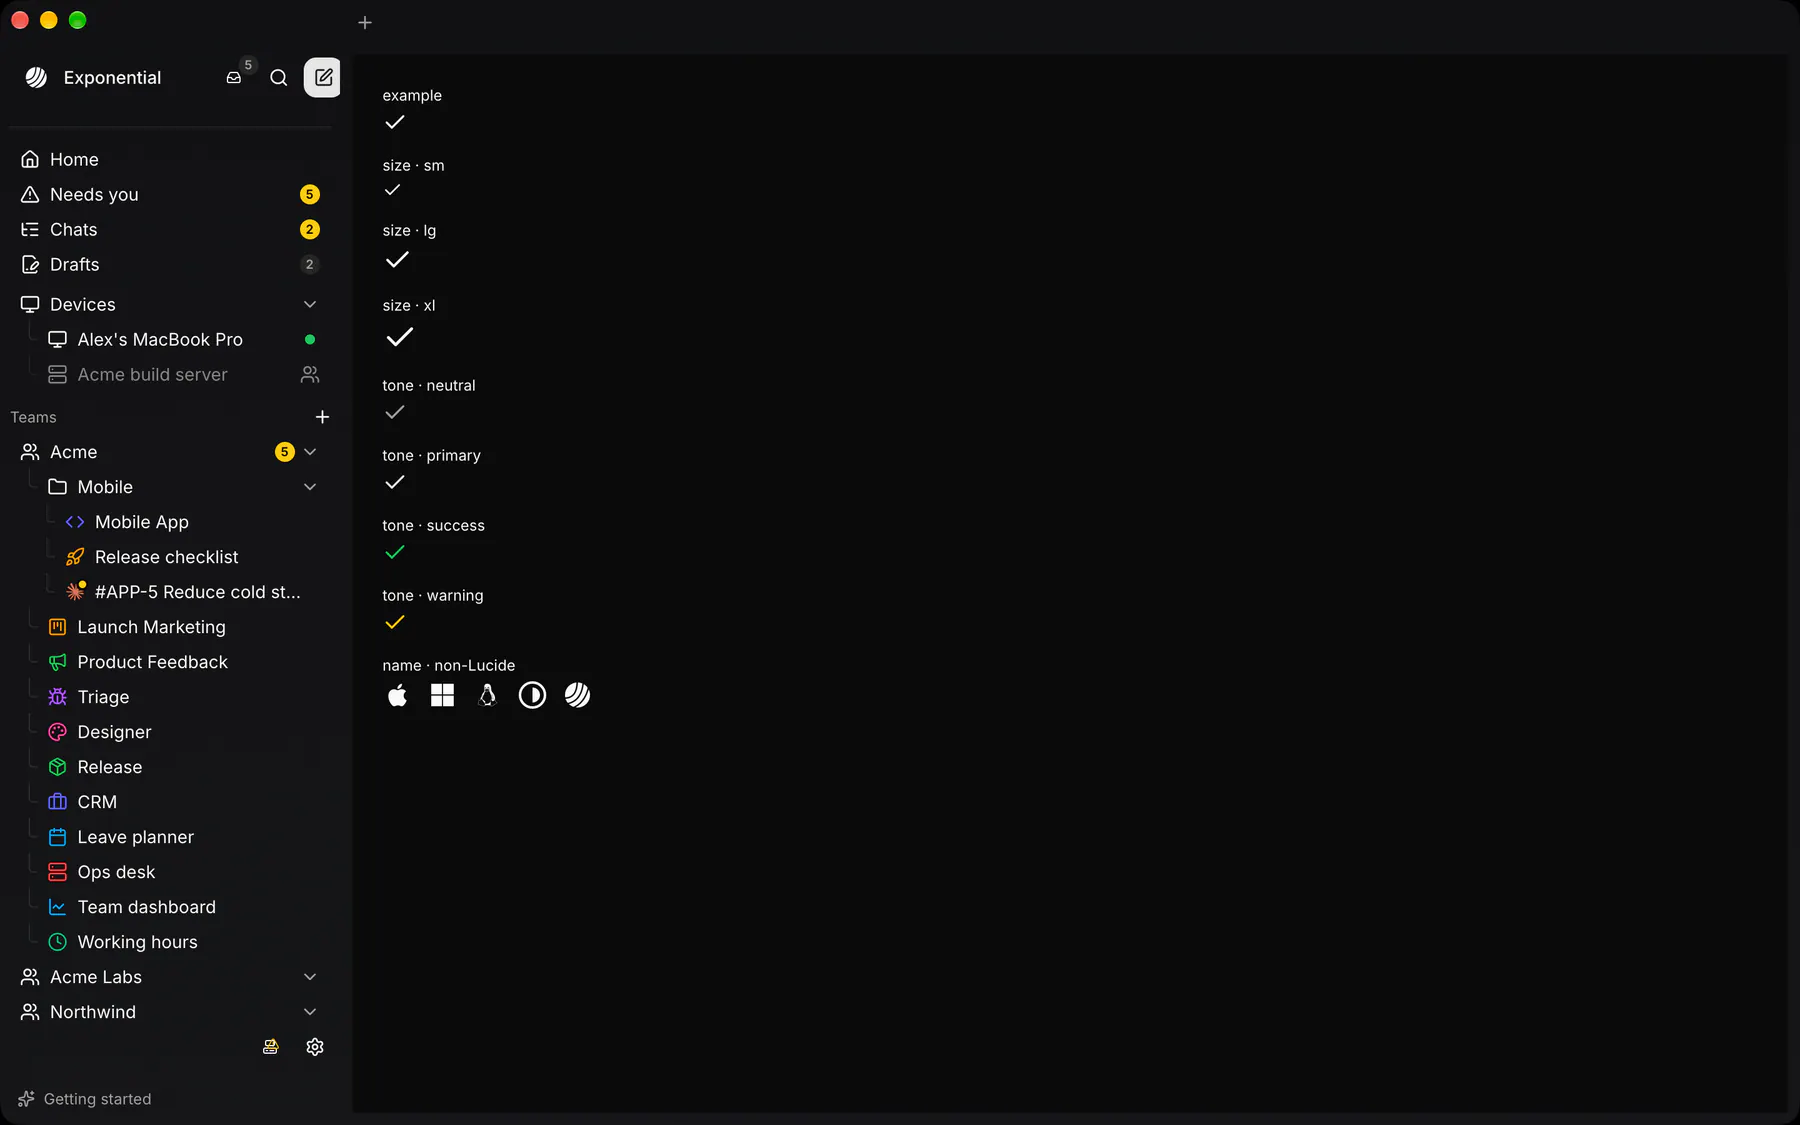 Exponential
5
Home
Needs you
5
Chats
2
Drafts
2
Devices
Alex's MacBook Pro
Acme build server
Teams
Acme
5
Mobile
Mobile App
Release checklist
#APP-5 Reduce cold st...
Launch Marketing
Product Feedback
Triage
Designer
Release
CRM
Leave planner
Ops desk
Team dashboard
Working hours
Acme Labs
Northwind
Getting started
example
size · sm
size · lg
size · xl
tone · neutral
tone · primary
tone · success
tone · warning
name · non-Lucide